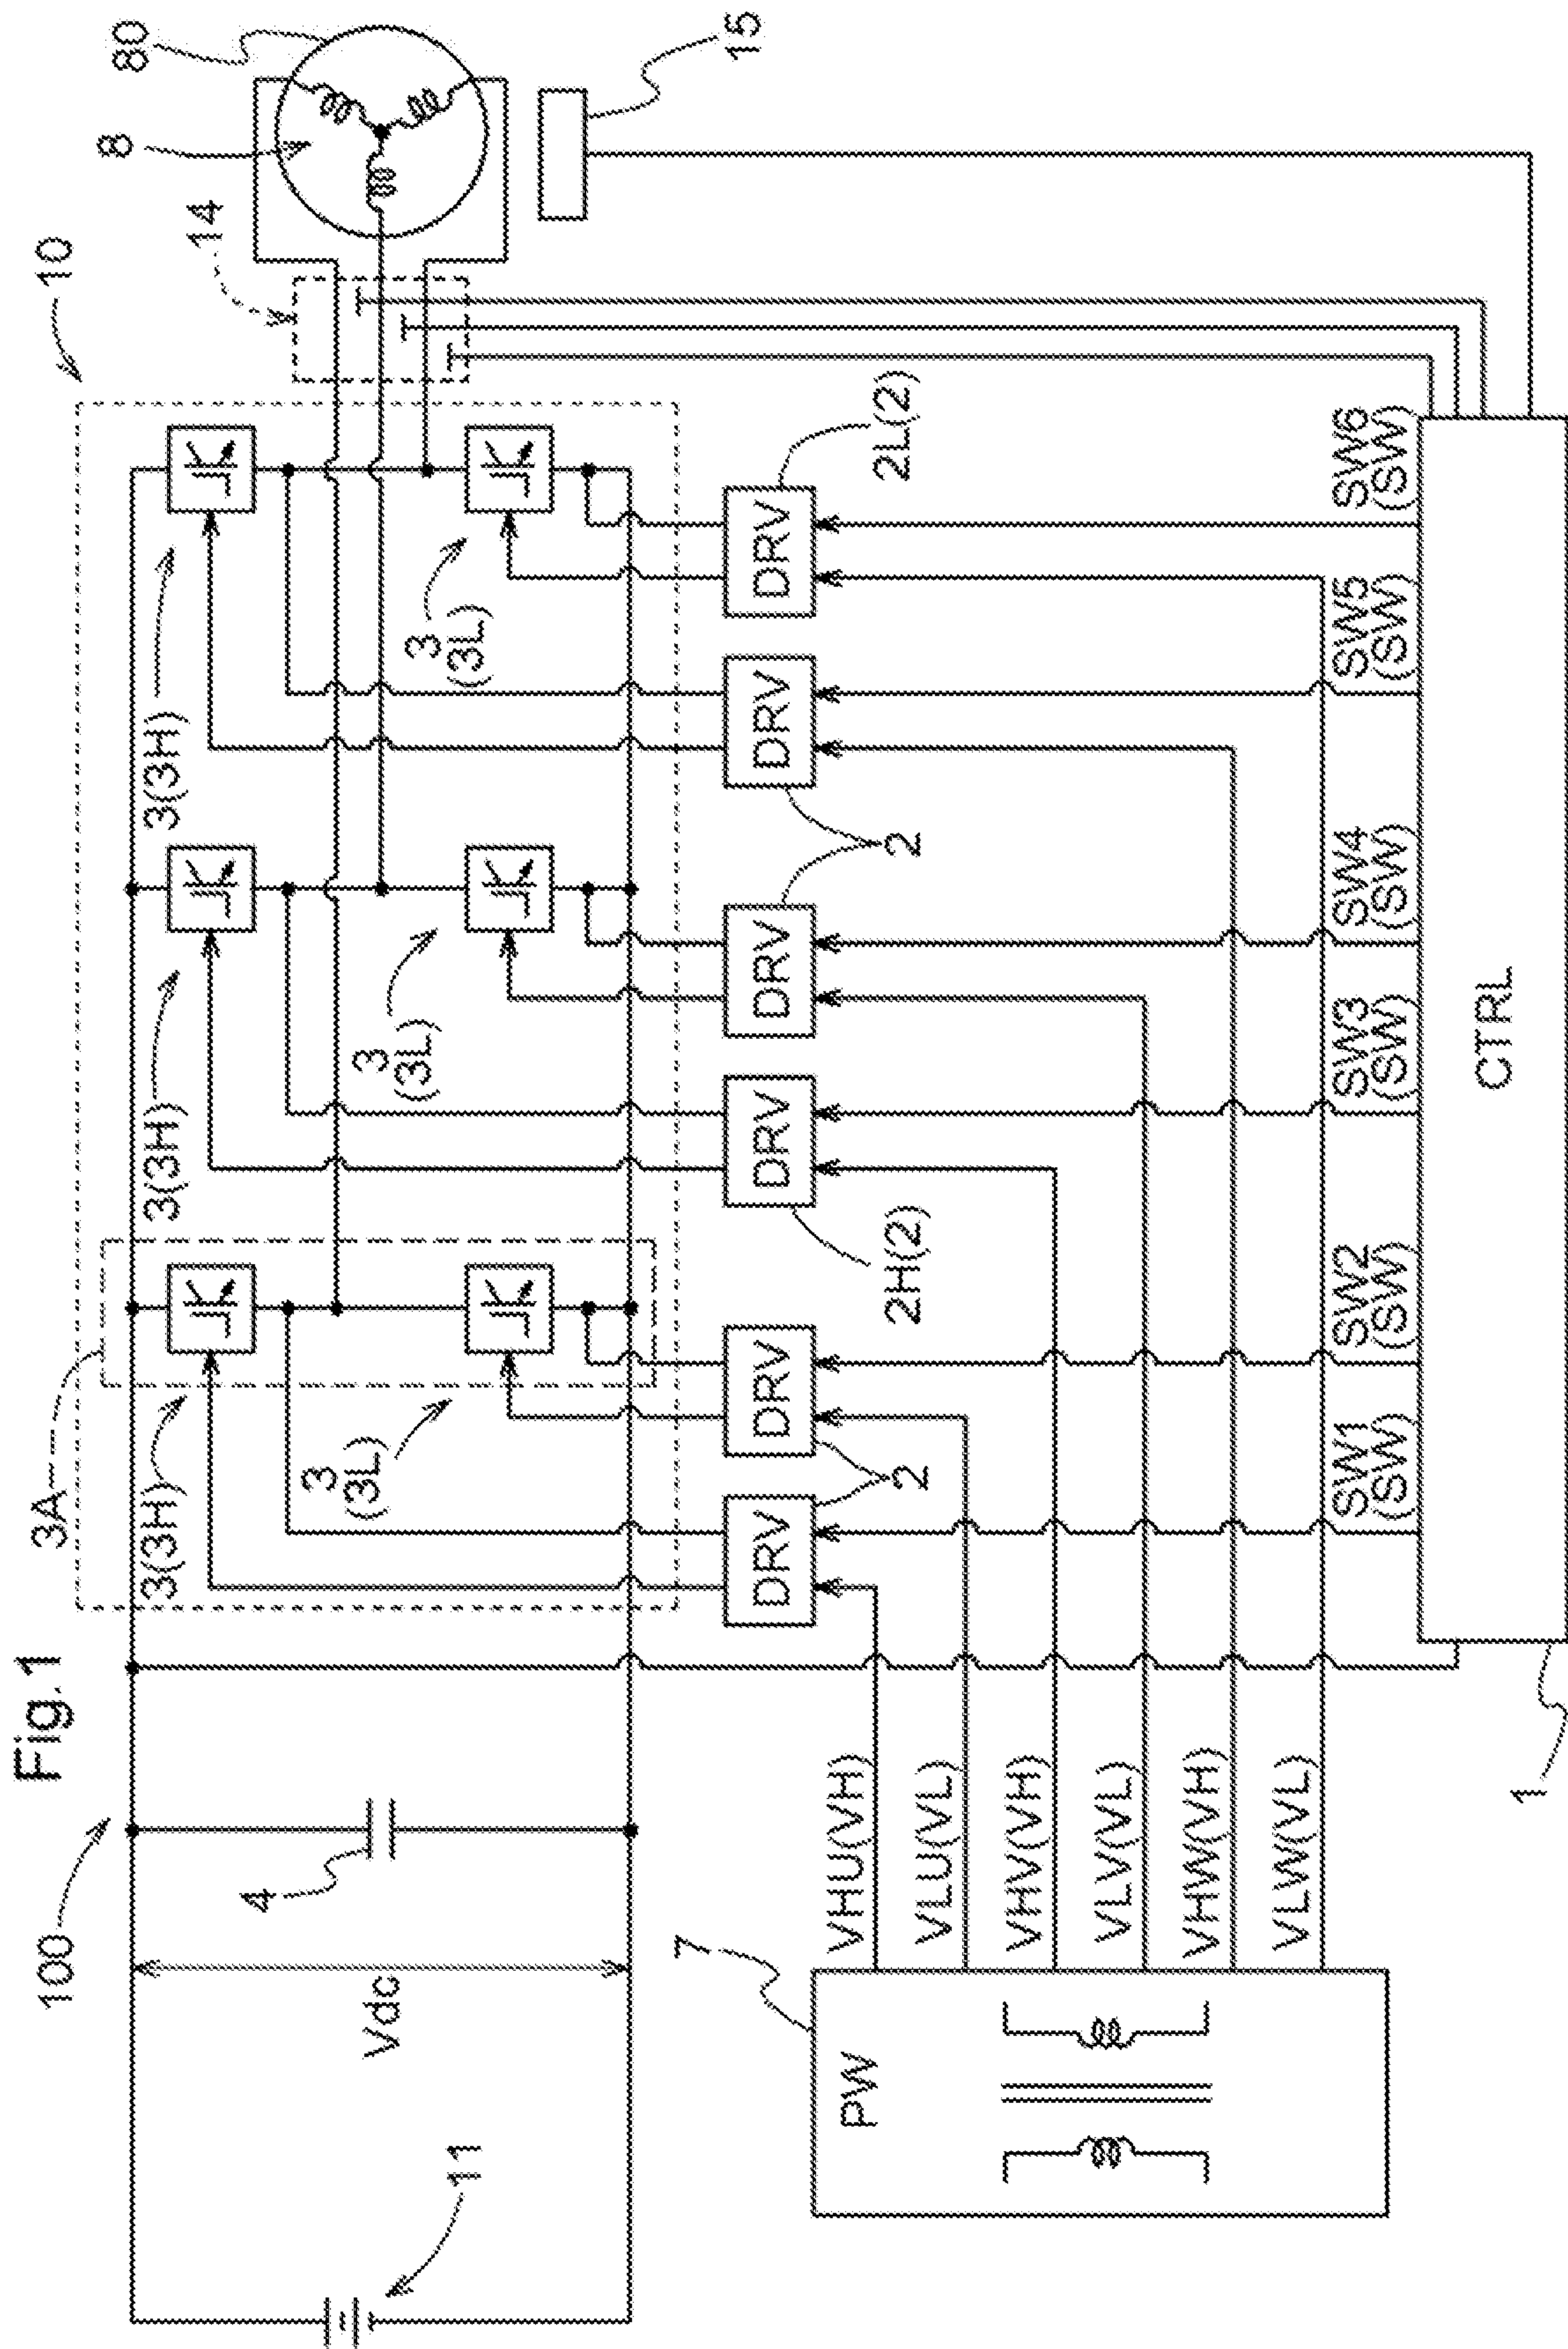 Fig.1
100
10
3A
3(3H)
3(3H)
3(3H)
14
8
80
4
Vdc
11
3
(3L)
3
(3L)
3
(3L)
15
7
PW
DRV
DRV
DRV
DRV
DRV
DRV
2
2H(2)
2
2L(2)
VHU(VH)
VLU(VL)
VHV(VH)
VLV(VL)
VHW(VH)
VLW(VL)
SW1
(SW)
SW2
(SW)
SW3
(SW)
SW4
(SW)
SW5
(SW)
SW6
(SW)
CTRL
1